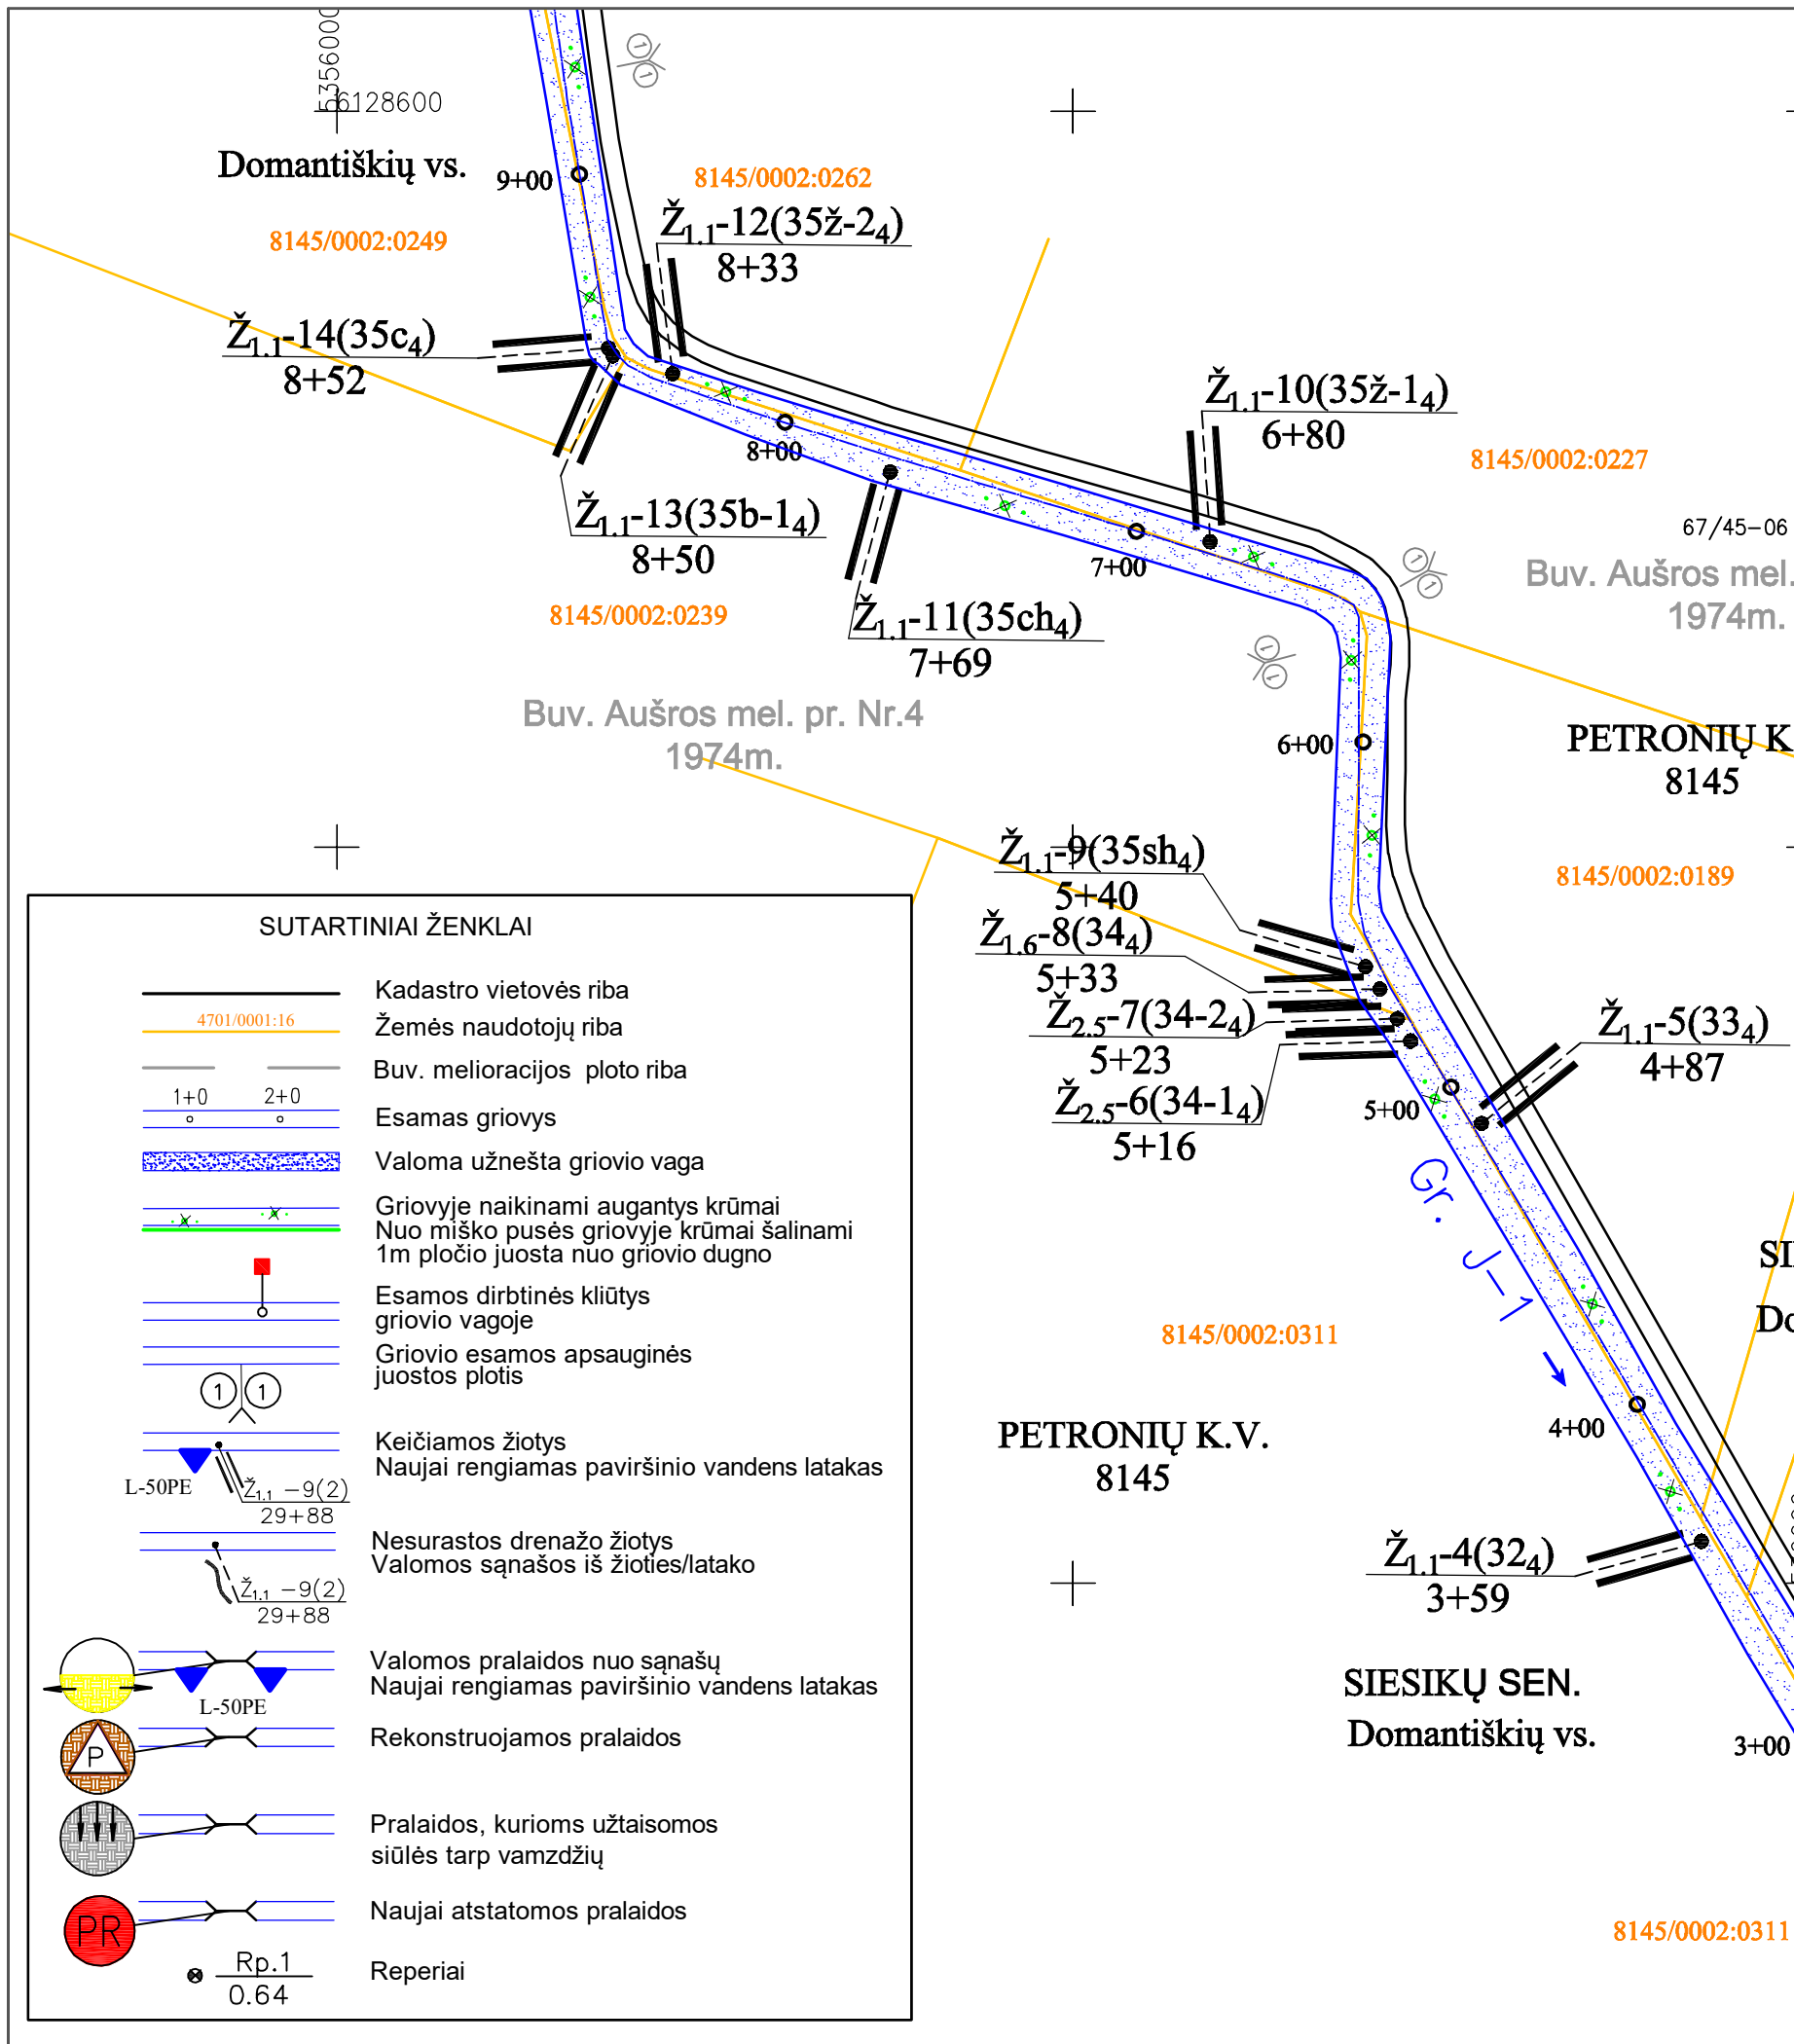 5356000
6128600
Domantiškių vs.
9+00
8145/0002:0262
8145/0002:0249
Ž1.1-12(35ž-24)
8+33
Ž1.1-14(35c4)
8+52
8+00
Ž1.1-10(35ž-14)
6+80
8145/0002:0227
Ž1.1-13(35b-14)
8+50
7+00
67/45-06
Buv. Aušros mel.
1974m.
8145/0002:0239
Ž1.1-11(35ch4)
7+69
1
1
1
1
1
1
Buv. Aušros mel. pr. Nr.4
1974m.
6+00
PETRONIŲ K
8145
Ž1.1-9(35sh4)
5+40
8145/0002:0189
Ž1.6-8(344)
5+33
Ž2.5-7(34-24)
5+23
Ž2.5-6(34-14)
5+16
Ž1.1-5(334)
4+87
5+00
Gr. J-1
8145/0002:0311
4+00
PETRONIŲ K.V.
8145
Ž1.1-4(324)
3+59
SIESIKŲ SEN.
Domantiškių vs.
3+00
8145/0002:0311
SUTARTINIAI ŽENKLAI
Kadastro vietovės riba
4701/0001:16
Žemės naudotojų riba
Buv. melioracijos ploto riba
1+0 2+0
Esamas griovys
Valoma užnešta griovio vaga
Griovyje naikinami augantys krūmai
Nuo miško pusės griovyje krūmai šalinami
1m pločio juosta nuo griovio dugno
Esamos dirbtinės kliūtys
griovio vagoje
Griovio esamos apsauginės
juostos plotis
1 1
Keičiamos žiotys
Naujai rengiamas paviršinio vandens latakas
L-50PE
Ž1.1 -9(2)
29+88
Nesurastos drenažo žiotys
Valomos sąnašos iš žioties/latako
Ž1.1 -9(2)
29+88
Valomos pralaidos nuo sąnašų
Naujai rengiamas paviršinio vandens latakas
L-50PE
P
Rekonstruojamos pralaidos
Pralaidos, kurioms užtaisomos
siūlės tarp vamzdžių
PR
Naujai atstatomos pralaidos
Rp.1
0.64
Reperiai